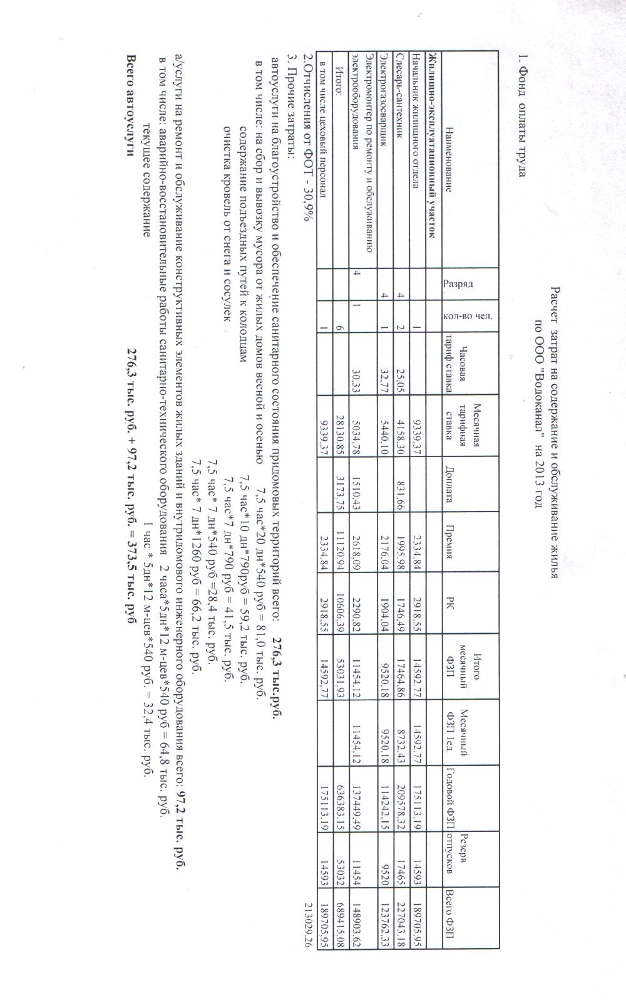 Расчет затрат на содержание и обслуживание жилья
по ООО "Водоканал" на 2013 год
1. Фонд оплаты труда
Наименование | Разряд | кол-во чел. | Часовая тариф ставка | Месячная тарифная ставка | Доплата | Премия | РК | Итого месячный ФЗП | Месячный ФЗП 1ед. | Годовой ФЗП | Резерв отпусков | Всего ФЗП
Жилищно-эксплуатационный участок
Начальник жилищного отдела | 1 | 9339,37 | 2334.84 | 2918.55 | 14592.77 | 14592.77 | 175113.19 | 14593 | 189705.95
Слесарь-сантехник | 4 | 2 | 25,05 | 4158,30 | 831.66 | 1995.98 | 1746,49 | 17464.86 | 8732.43 | 209578,32 | 17465 | 227043.18
Электрогазосварщик | 4 | 1 | 32,77 | 5440,10 | 2176.04 | 1904.04 | 9520.18 | 9520.18 | 114242.15 | 9520 | 123762.33
Электромонтер по ремонту и обслуживанию электрооборудования | 4 | 1 | 30,33 | 5034.78 | 1510.43 | 2618.09 | 2290.82 | 11454.12 | 11454,12 | 137449.49 | 11454 | 148903.62
Итого: | 6 | 28130,85 | 3173.75 | 11120.94 | 10606.39 | 53031,93 | 636383.15 | 53032 | 689415,08
в том числе цеховый персонал | 1 | 9339,37 | 2334.84 | 2918.55 | 14592,77 | 175113.19 | 14593 | 189705,95
2.Отчисления от ФОТ - 30,9% 213029.26
3. Прочие затраты:
автоуслуги на благоустройство и обеспечение санитарного состояния придомовых территорий всего: 276,3 тыс.руб.
в том числе: на сбор и вывозку мусора от жилых домов весной и осенью 7,5 час*20 дн*540 руб = 81,0 тыс. руб.
содержание подъездных путей к колодцам 7,5 час*10 дн*790руб = 59,2 тыс. руб.
очистка кровель от снега и сосулек 7,5 час*7 дн*790 руб = 41,5 тыс. руб.
7,5 час* 7 дн*540 руб =28,4 тыс. руб.
7,5 час* 7 дн*1260 руб = 66,2 тыс. руб.
а/услуги на ремонт и обслуживание конструктивных элементов жилых зданий и внутридомового инженерного оборудования всего: 97,2 тыс. руб.
в том числе: аварийно-восстановительные работы санитарно-технического оборудования 2 часа*5дн*12 м-цев*540 руб = 64,8 тыс. руб.
текущее содержание 1 час * 5дн*12 м-цев*540 руб. = 32,4 тыс. руб.
Всего автоуслуги 276,3 тыс. руб. + 97,2 тыс. руб. = 373,5 тыс. руб